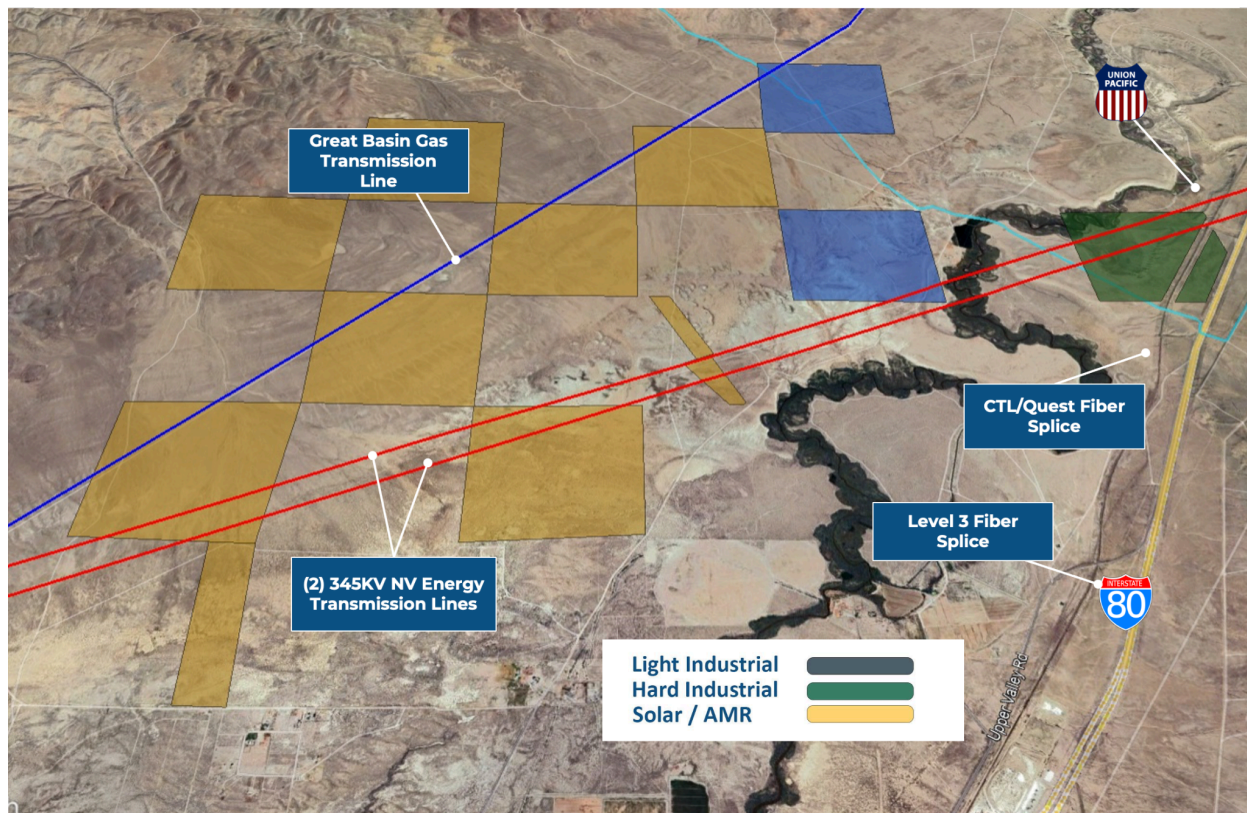 UNION
PACIFIC
Great Basin Gas
Transmission
Line
CTL/Quest Fiber
Splice
Level 3 Fiber
Splice
(2) 345KV NV Energy
Transmission Lines
INTERSTATE
80
Light Industrial
Hard Industrial
Solar / AMR
Upper Valley Rd